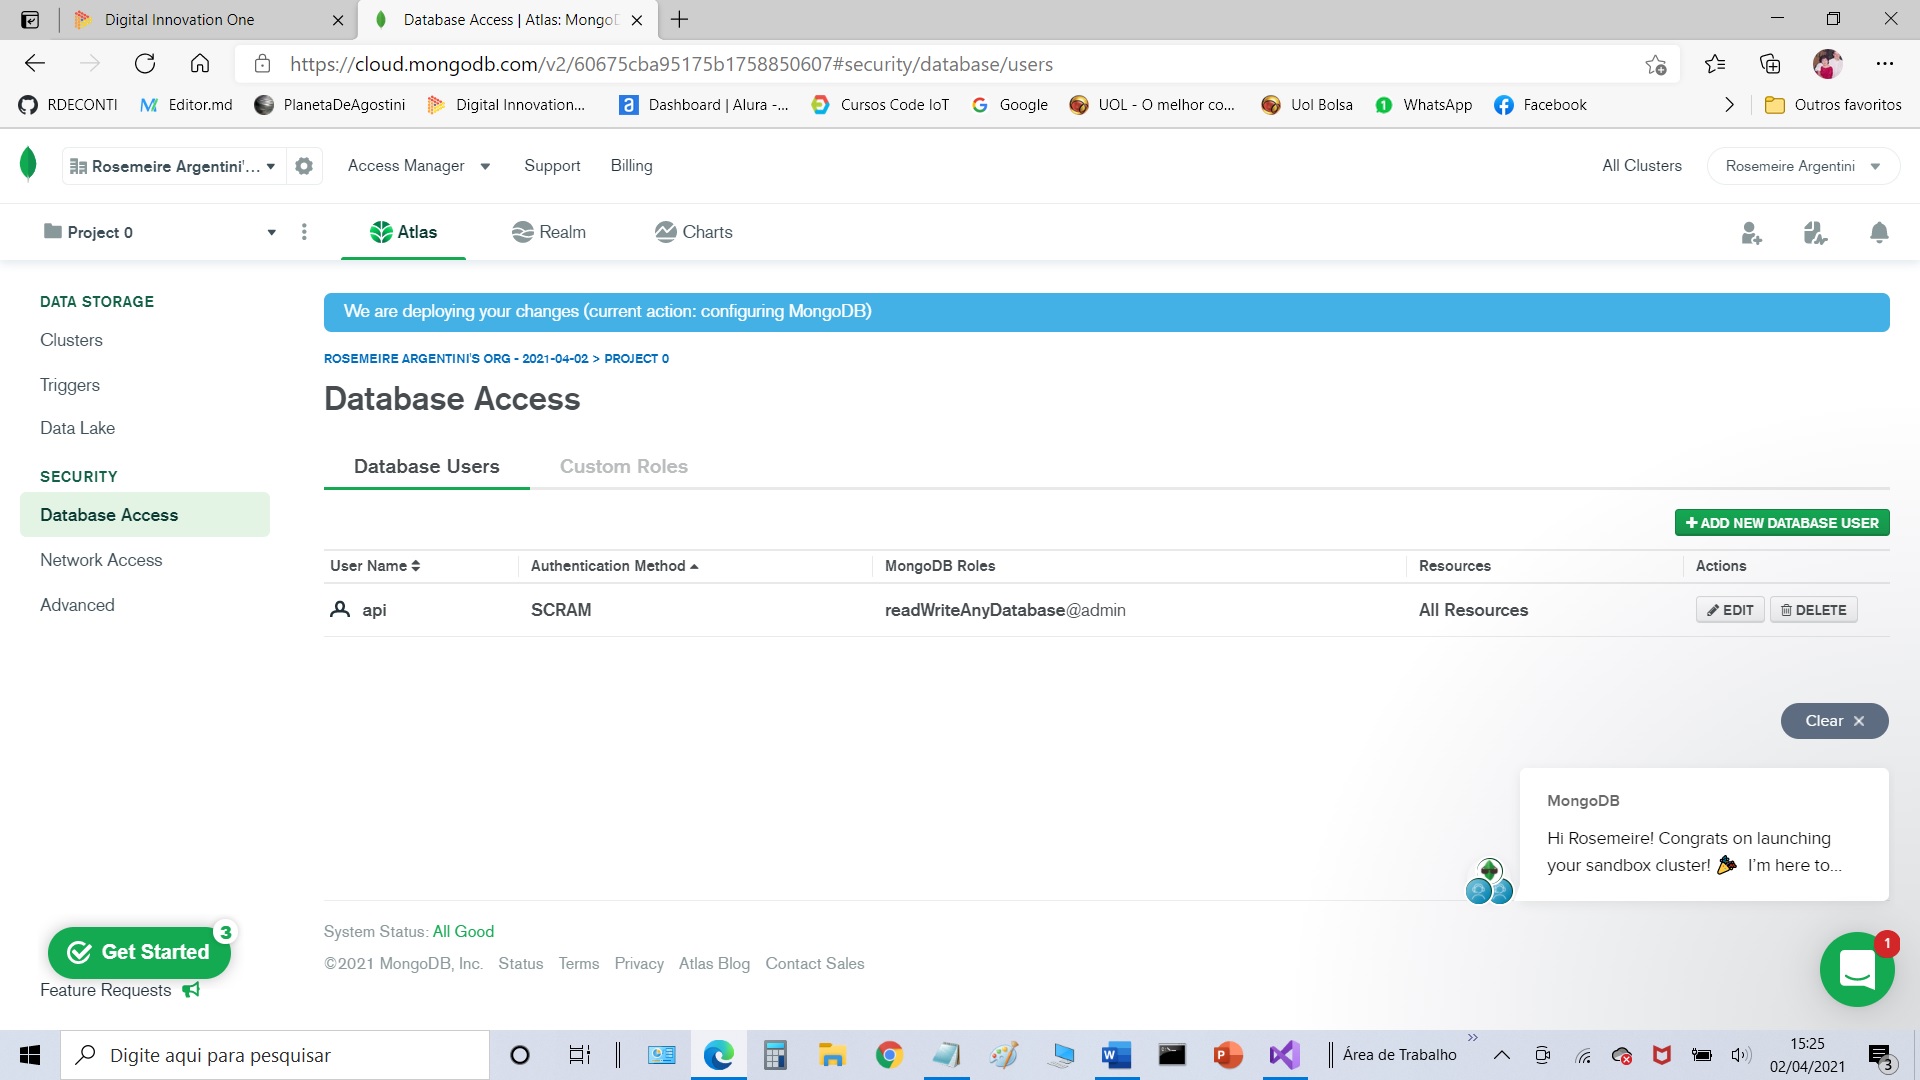 Digital Innovation One
Database Access | Atlas: MongoD
https://cloud.mongodb.com/v2/60675cba95175b1758850607#security/database/users
RDECONTI
Editor.md
PlanetaDeAgostini
Digital Innovation...
Dashboard | Alura -...
Cursos Code IoT
Google
UOL - O melhor co...
Uol Bolsa
WhatsApp
Facebook
Outros favoritos
Rosemeire Argentini'...
Access Manager
Support
Billing
All Clusters
Rosemeire Argentini
Project 0
Atlas
Realm
Charts
DATA STORAGE
Clusters
Triggers
Data Lake
SECURITY
Database Access
Network Access
Advanced
We are deploying your changes (current action: configuring MongoDB)
ROSEMEIRE ARGENTINI'S ORG - 2021-04-02 > PROJECT 0
Database Access
Database Users
Custom Roles
+ ADD NEW DATABASE USER
User Name
Authentication Method
MongoDB Roles
Resources
Actions
api
SCRAM
readWriteAnyDatabase@admin
All Resources
EDIT
DELETE
Clear
MongoDB
Hi Rosemeire! Congrats on launching
your sandbox cluster! 🎉 I'm here to...
System Status: All Good
©2021 MongoDB, Inc. Status Terms Privacy Atlas Blog Contact Sales
Get Started
3
Feature Requests
1
Digite aqui para pesquisar
Área de Trabalho
15:25
02/04/2021
3